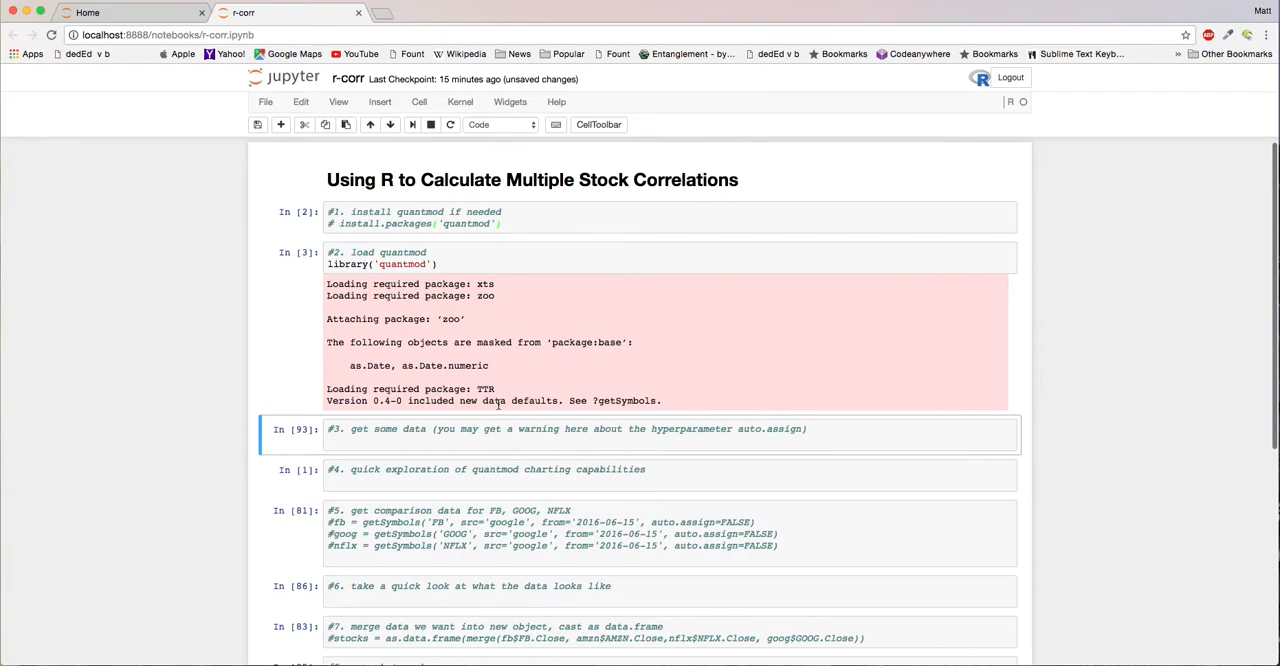 Home
r-corr
Matt
localhost:8888/notebooks/r-corr.ipynb
Apps dedEd v b Apple Yahoo! Google Maps YouTube Fount Wikipedia News Popular Fount Entanglement - by... dedEd v b Bookmarks Codeanywhere Bookmarks Sublime Text Keyb... » Other Bookmarks
jupyter r-corr Last Checkpoint: 15 minutes ago (unsaved changes) R Logout
File Edit View Insert Cell Kernel Widgets Help R
Code CellToolbar
Using R to Calculate Multiple Stock Correlations
In [2]: #1. install quantmod if needed
# install.packages('quantmod')
In [3]: #2. load quantmod
library('quantmod')
Loading required package: xts
Loading required package: zoo
Attaching package: ‘zoo’
The following objects are masked from ‘package:base’:
as.Date, as.Date.numeric
Loading required package: TTR
Version 0.4-0 included new data defaults. See ?getSymbols.
In [93]: #3. get some data (you may get a warning here about the hyperparameter auto.assign)
In [1]: #4. quick exploration of quantmod charting capabilities
In [81]: #5. get comparison data for FB, GOOG, NFLX
#fb = getSymbols('FB', src='google', from='2016-06-15', auto.assign=FALSE)
#goog = getSymbols('GOOG', src='google', from='2016-06-15', auto.assign=FALSE)
#nflx = getSymbols('NFLX', src='google', from='2016-06-15', auto.assign=FALSE)
In [86]: #6. take a quick look at what the data looks like
In [83]: #7. merge data we want into new object, cast as data.frame
#stocks = as.data.frame(merge(fb$FB.Close, amzn$AMZN.Close,nflx$NFLX.Close, goog$GOOG.Close))